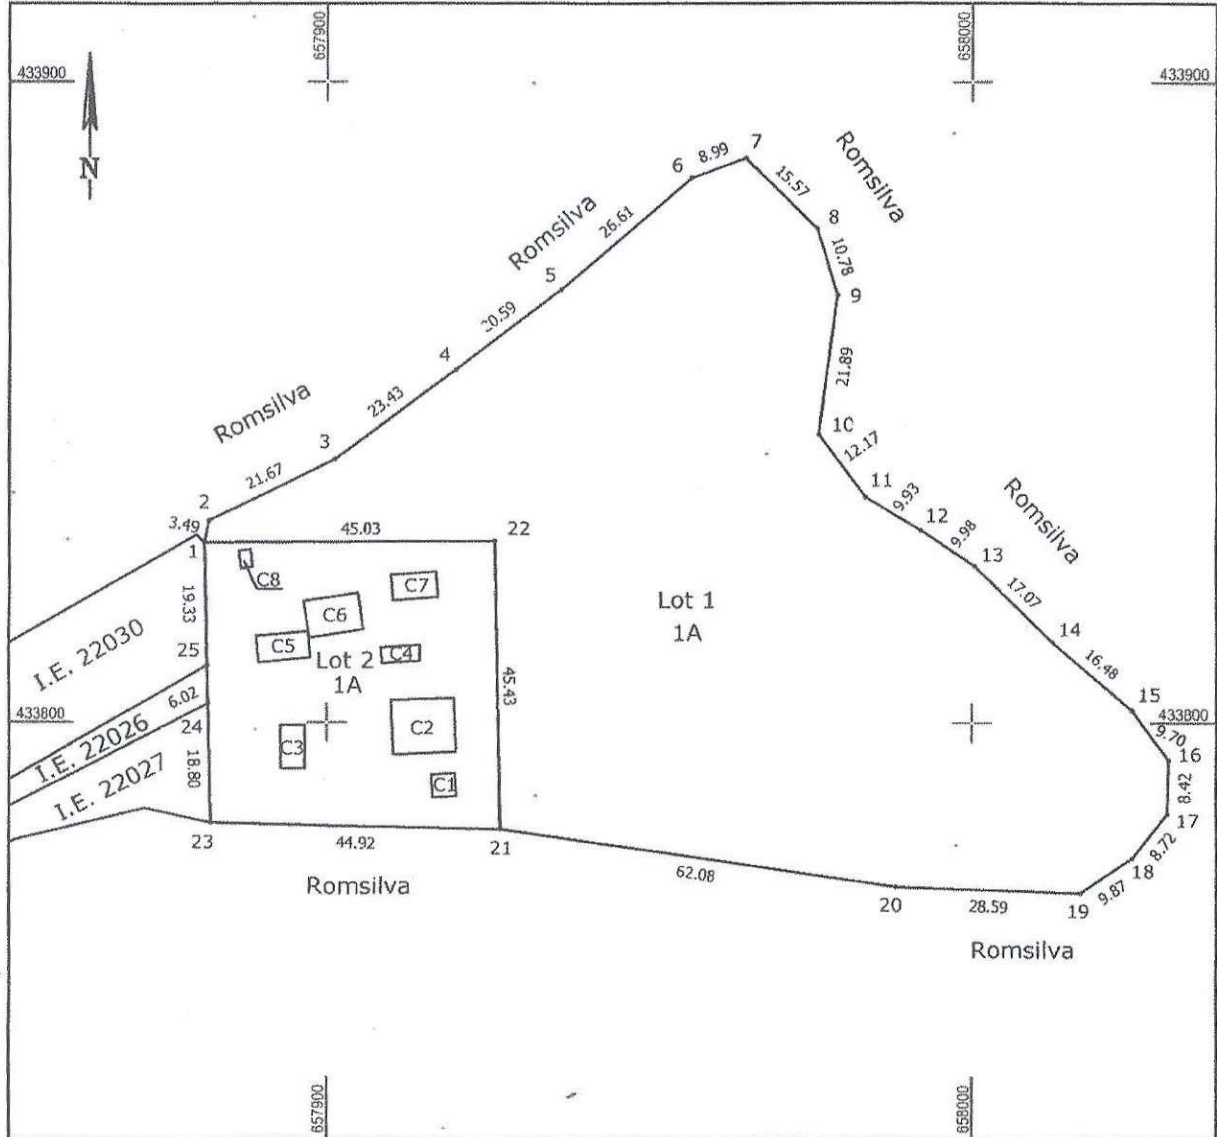 657900
658000
433900
433900
N
Romsilva
7
8.99
6
15.57
8
Romsilva
26.61
10.78
5
9
20.59
21.89
4
23.43
10
Romsilva
3
12.17
11
21.67
9.93
Romsilva
2
12
9.98
3.49
45.03
22
13
1
C8
C7
17.07
19.33
C6
Lot 1
1A
14
I.E. 22030
25
C5
C4
Lot 2
1A
16.48
6.02
45.43
15
433800
433800
I.E. 22026
24
C2
9.70
C3
16
I.E. 22027
18.80
C1
8.42
17
23
44.92
21
8.72
62.08
18
Romsilva
20
28.59
19
9.87
Romsilva
657900
658000